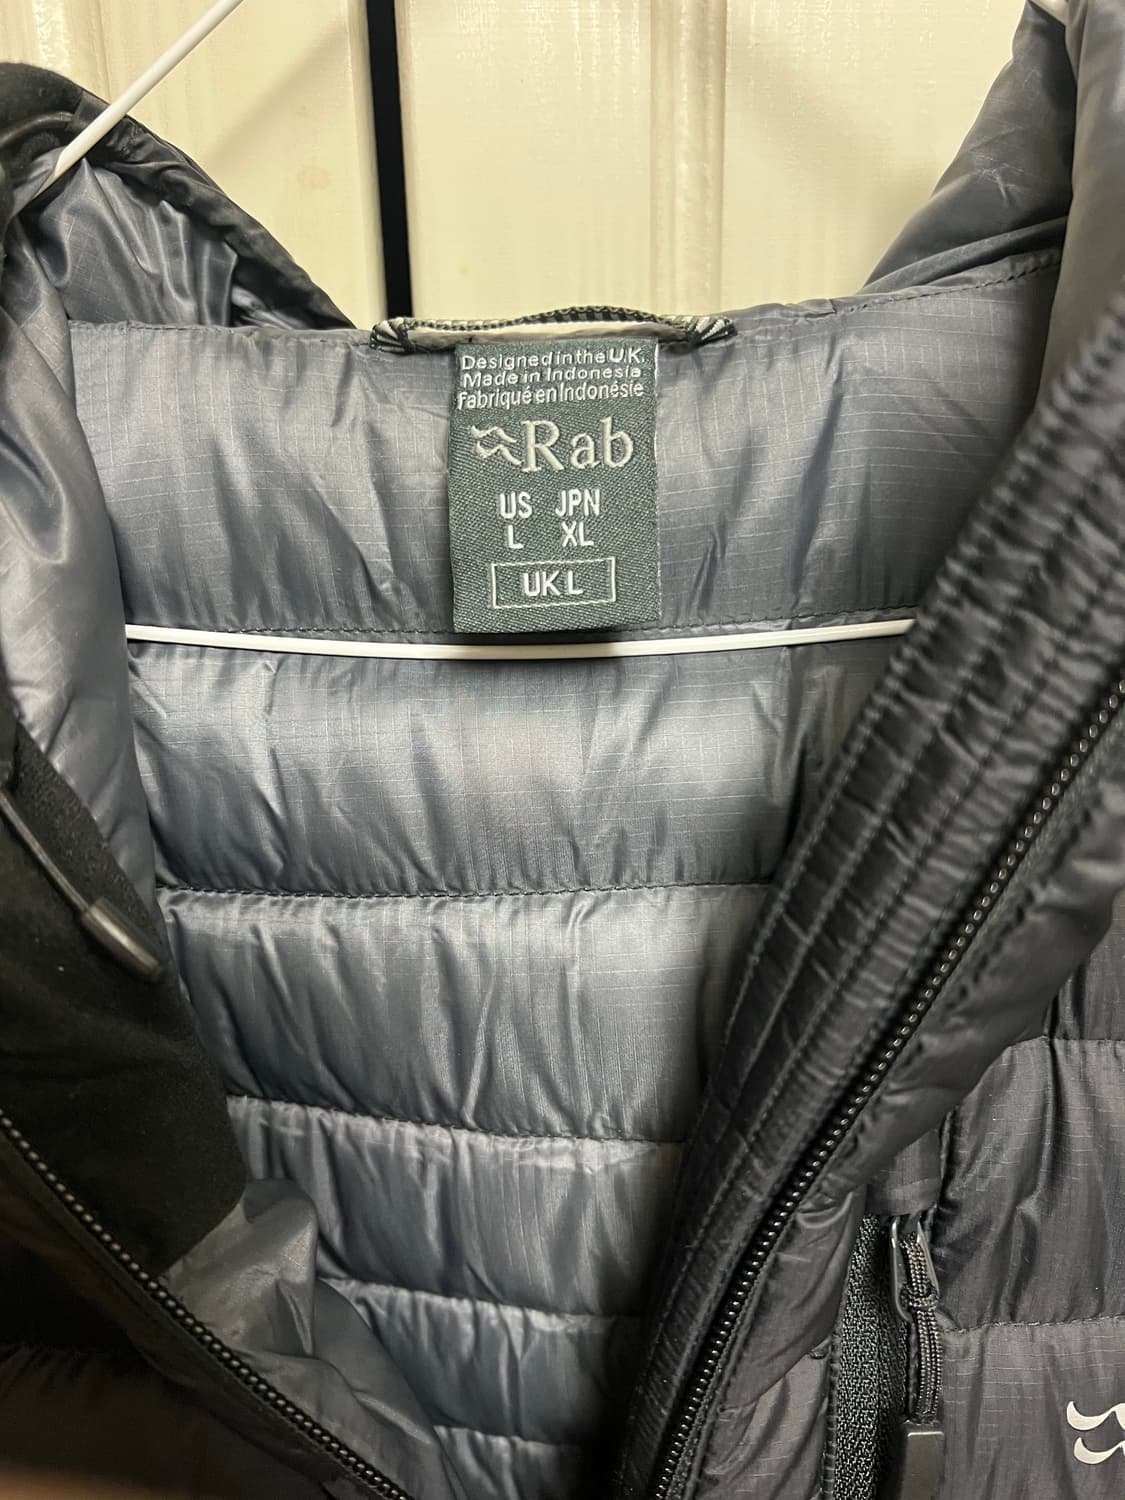 Designed in the U.K.
Made in Indonesia
Fabriqué en Indonésie
Rab
US JPN
L XL
UK L